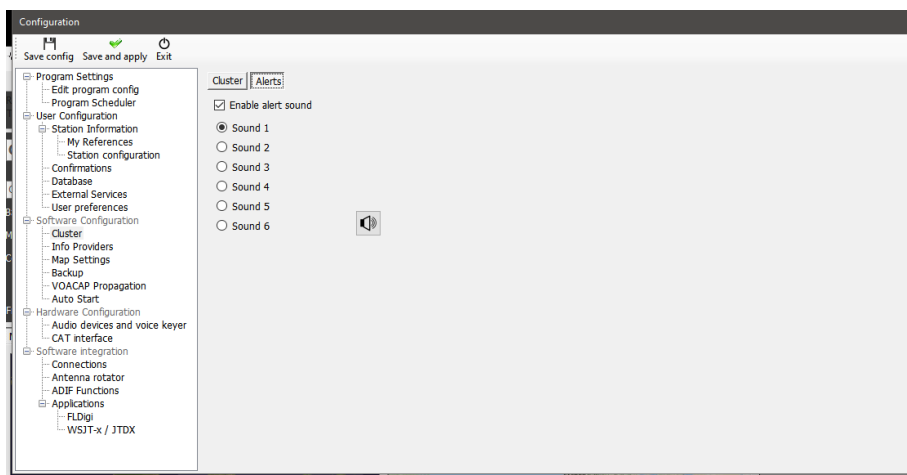 Configuration
Save config Save and apply Exit
Program Settings
Edit program config
Program Scheduler
User Configuration
Station Information
My References
Station configuration
Confirmations
Database
External Services
User preferences
Software Configuration
Cluster
Info Providers
Map Settings
Backup
VOACAP Propagation
Auto Start
Hardware Configuration
Audio devices and voice keyer
CAT interface
Software integration
Connections
Antenna rotator
ADIF Functions
Applications
FLDigi
WSJT-x / JTDX
Cluster Alerts
Enable alert sound
Sound 1
Sound 2
Sound 3
Sound 4
Sound 5
Sound 6